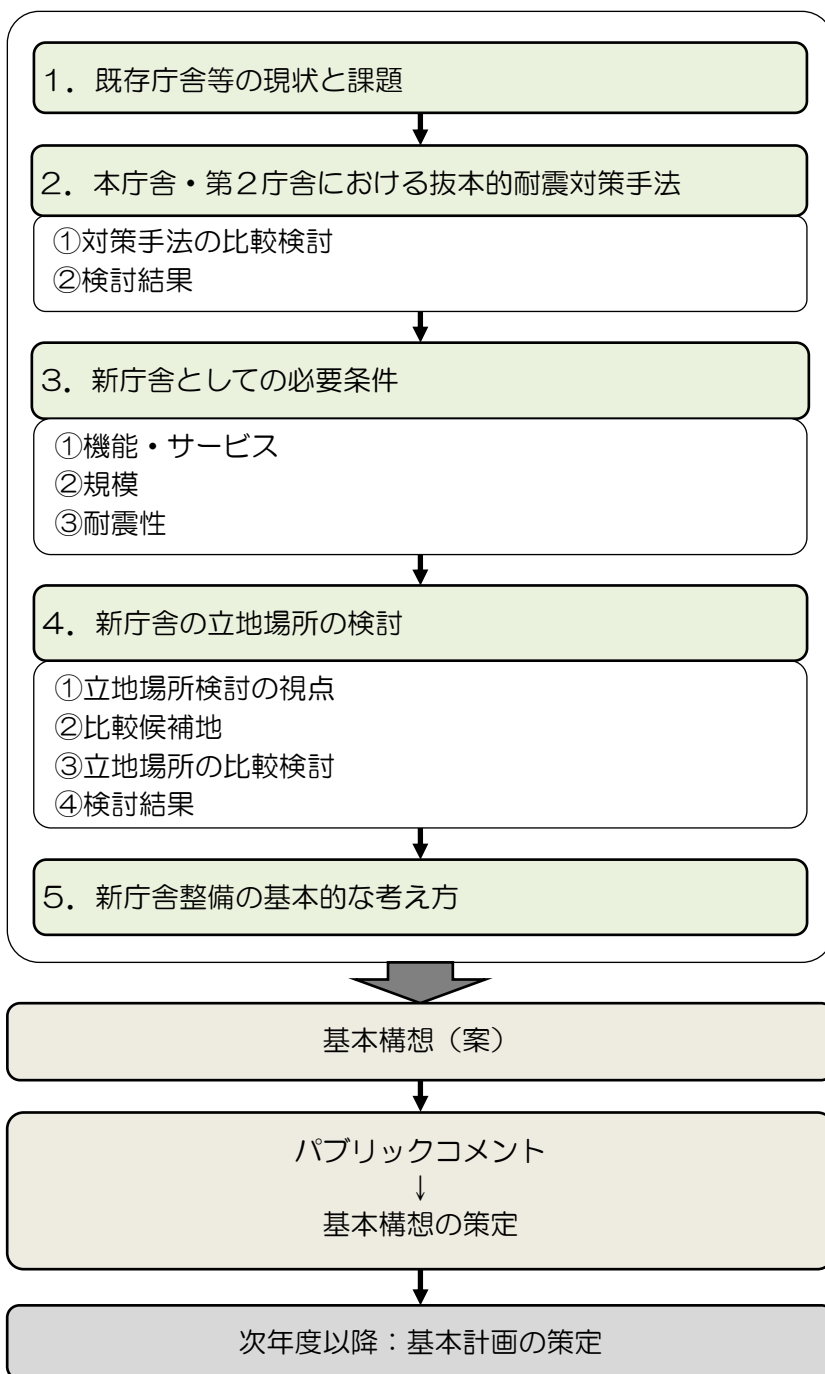 １．既存庁舎等の現状と課題
２．本庁舎・第２庁舎における抜本的耐震対策手法
①対策手法の比較検討
②検討結果
３．新庁舎としての必要条件
①機能・サービス
②規模
③耐震性
４．新庁舎の立地場所の検討
①立地場所検討の視点
②比較候補地
③立地場所の比較検討
④検討結果
５．新庁舎整備の基本的な考え方
基本構想（案）
パブリックコメント
↓
基本構想の策定
次年度以降：基本計画の策定